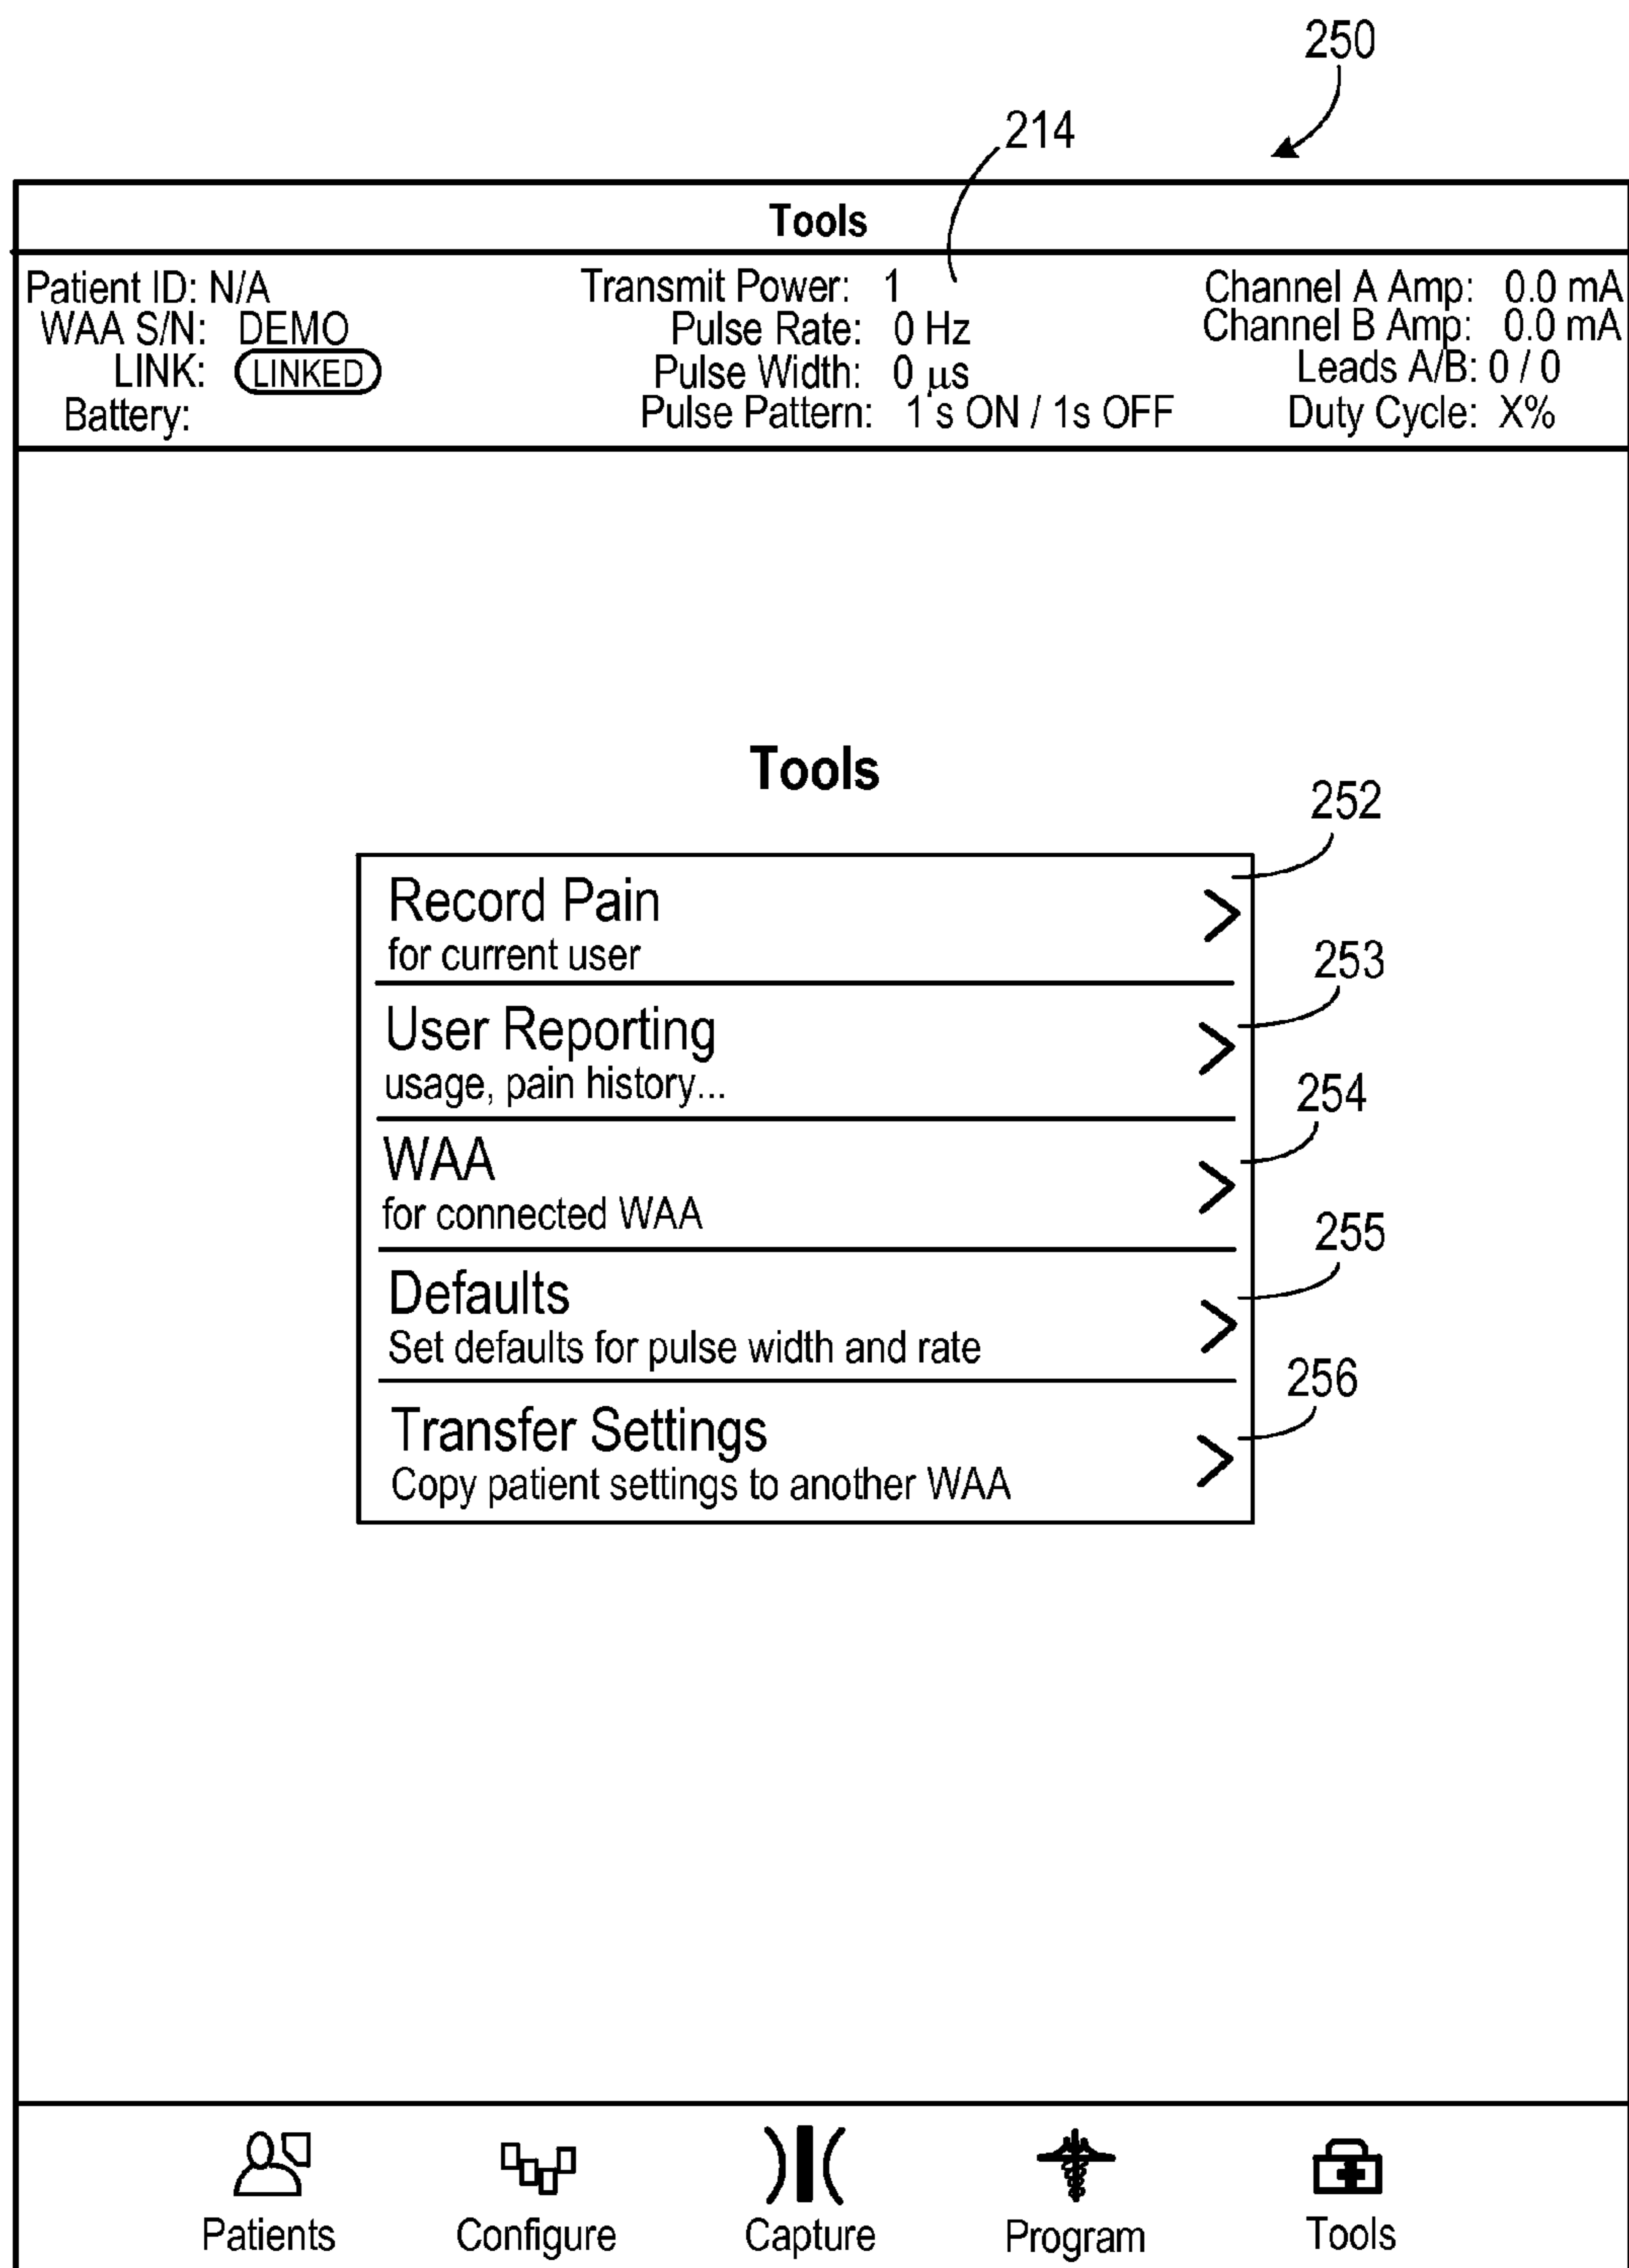 250
214
Tools
Patient ID: N/A
WAA S/N: DEMO
LINK: LINKED
Battery:
Transmit Power: 1
Pulse Rate: 0 Hz
Pulse Width: 0 µs
Pulse Pattern: 1 s ON / 1s OFF
Channel A Amp: 0.0 mA
Channel B Amp: 0.0 mA
Leads A/B: 0 / 0
Duty Cycle: X%
Tools
252
Record Pain
for current user
253
User Reporting
usage, pain history...
254
WAA
for connected WAA
255
Defaults
Set defaults for pulse width and rate
256
Transfer Settings
Copy patient settings to another WAA
Patients Configure Capture Program Tools